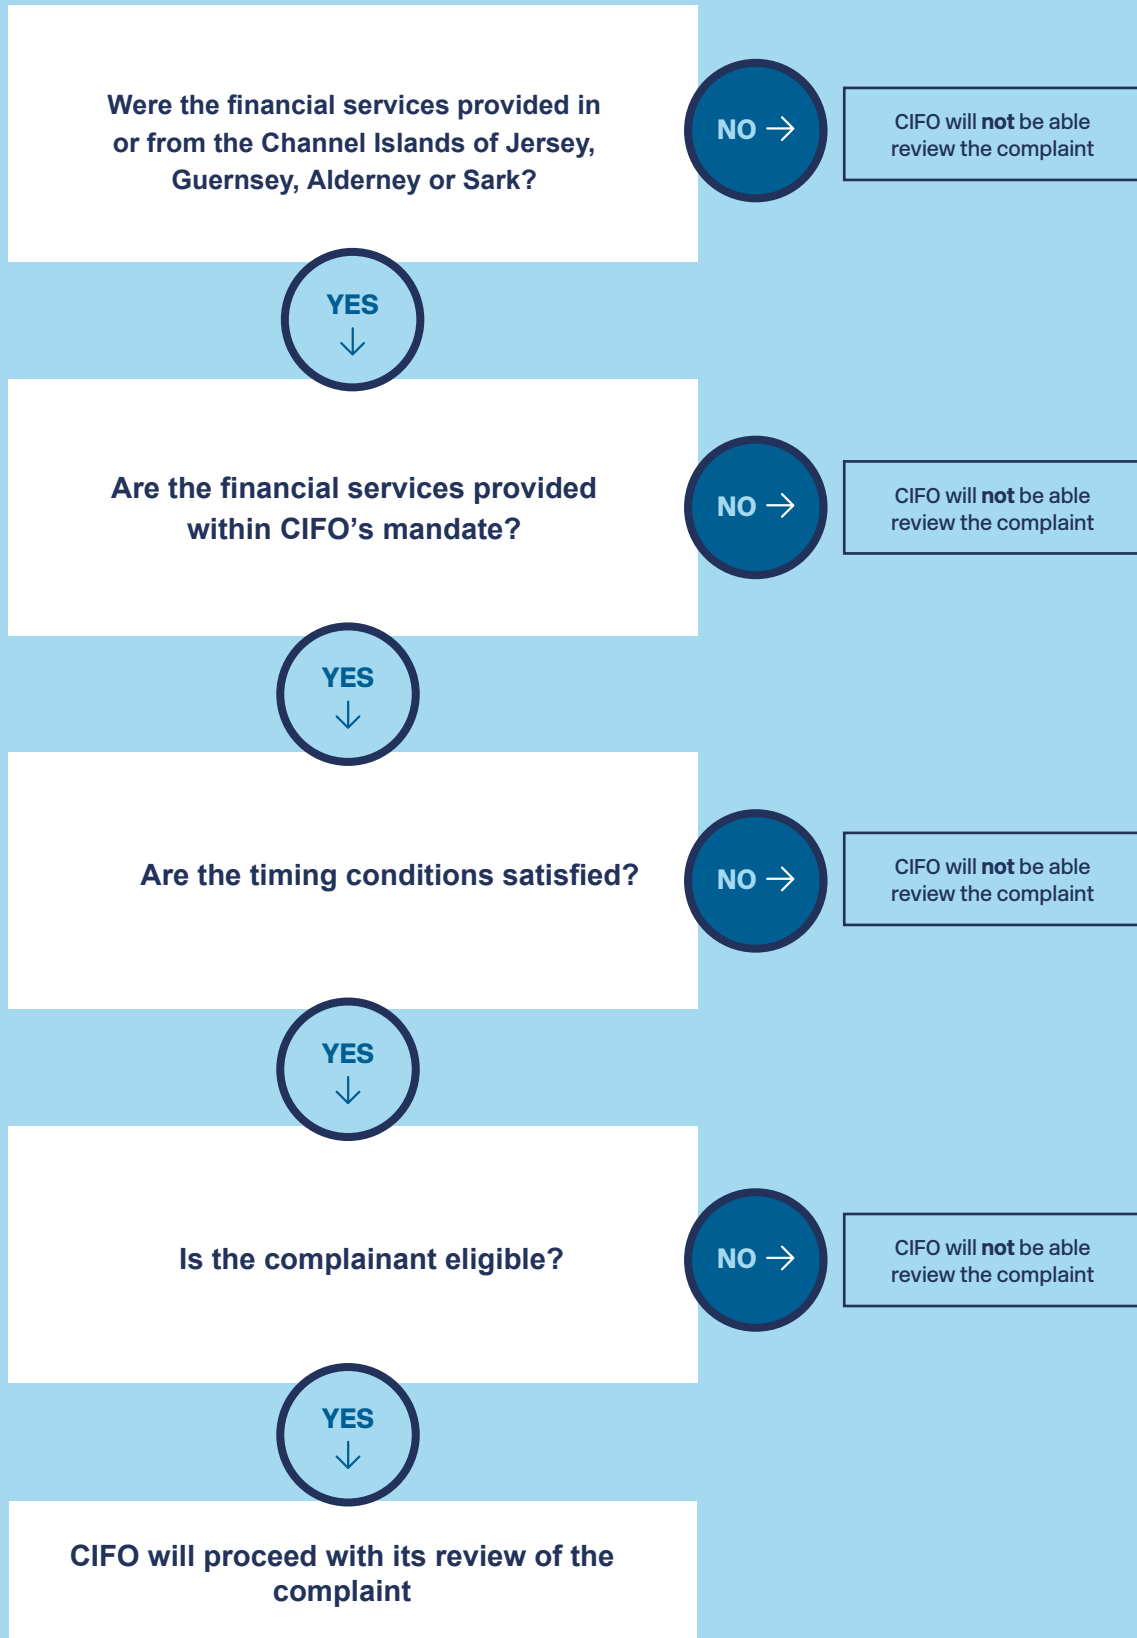 Were the financial services provided in
or from the Channel Islands of Jersey,
Guernsey, Alderney or Sark?
NO →
CIFO will not be able
review the complaint
YES
↓
Are the financial services provided
within CIFO’s mandate?
NO →
CIFO will not be able
review the complaint
YES
↓
Are the timing conditions satisfied?
NO →
CIFO will not be able
review the complaint
YES
↓
Is the complainant eligible?
NO →
CIFO will not be able
review the complaint
YES
↓
CIFO will proceed with its review of the
complaint